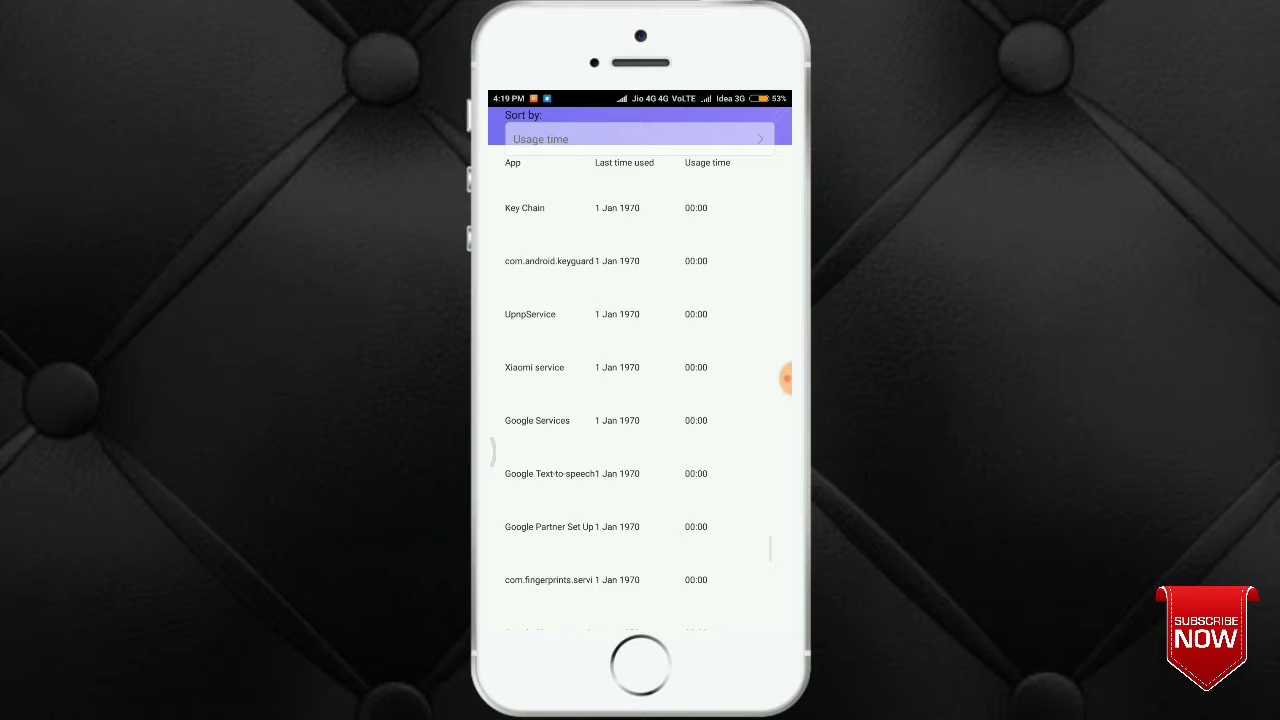 4:19 PM Jio 4G 4G VoLTE Idea 3G 53%
Sort by:
Usage time
App Last time used Usage time
Key Chain 1 Jan 1970 00:00
com.android.keyguard 1 Jan 1970 00:00
UpnpService 1 Jan 1970 00:00
Xiaomi service 1 Jan 1970 00:00
Google Services 1 Jan 1970 00:00
Google Text-to-speech 1 Jan 1970 00:00
Google Partner Set Up 1 Jan 1970 00:00
com.fingerprints.servi 1 Jan 1970 00:00
SUBSCRIBE
NOW